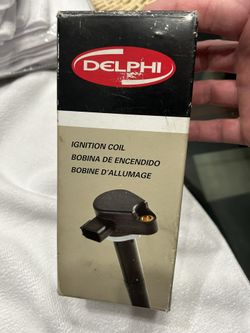 DELPHI
IGNITION COIL
BOBINA DE ENCENDIDO
BOBINE D'ALLUMAGE